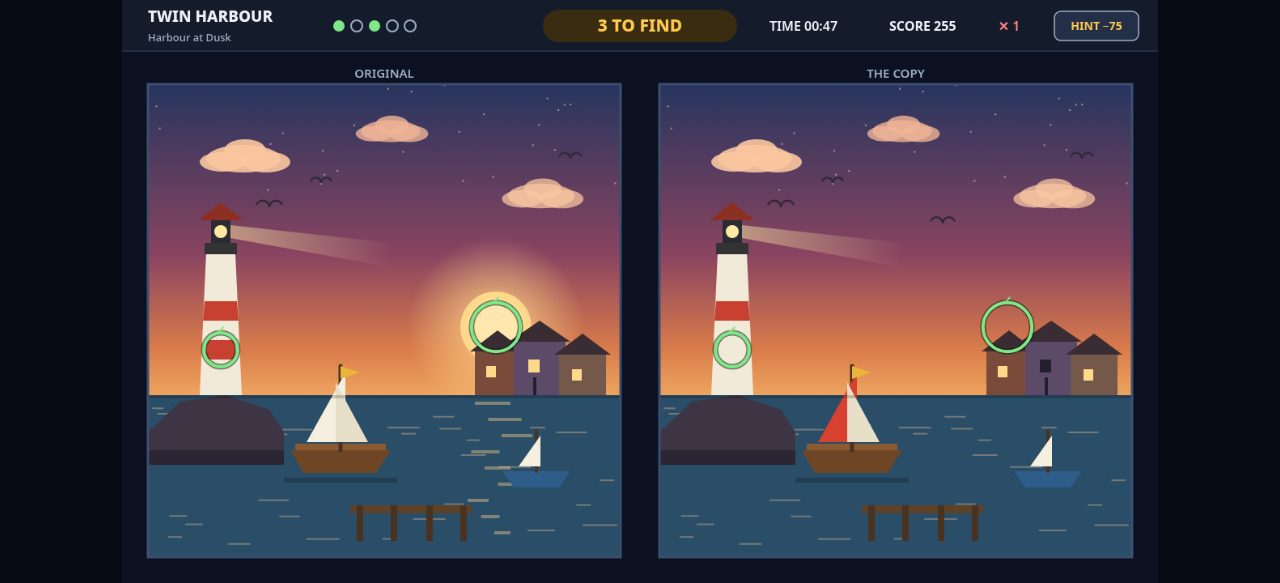 TWIN HARBOUR
Harbour at Dusk
3 TO FIND
TIME 00:47
SCORE 255
✕ 1
HINT −75
ORIGINAL
THE COPY